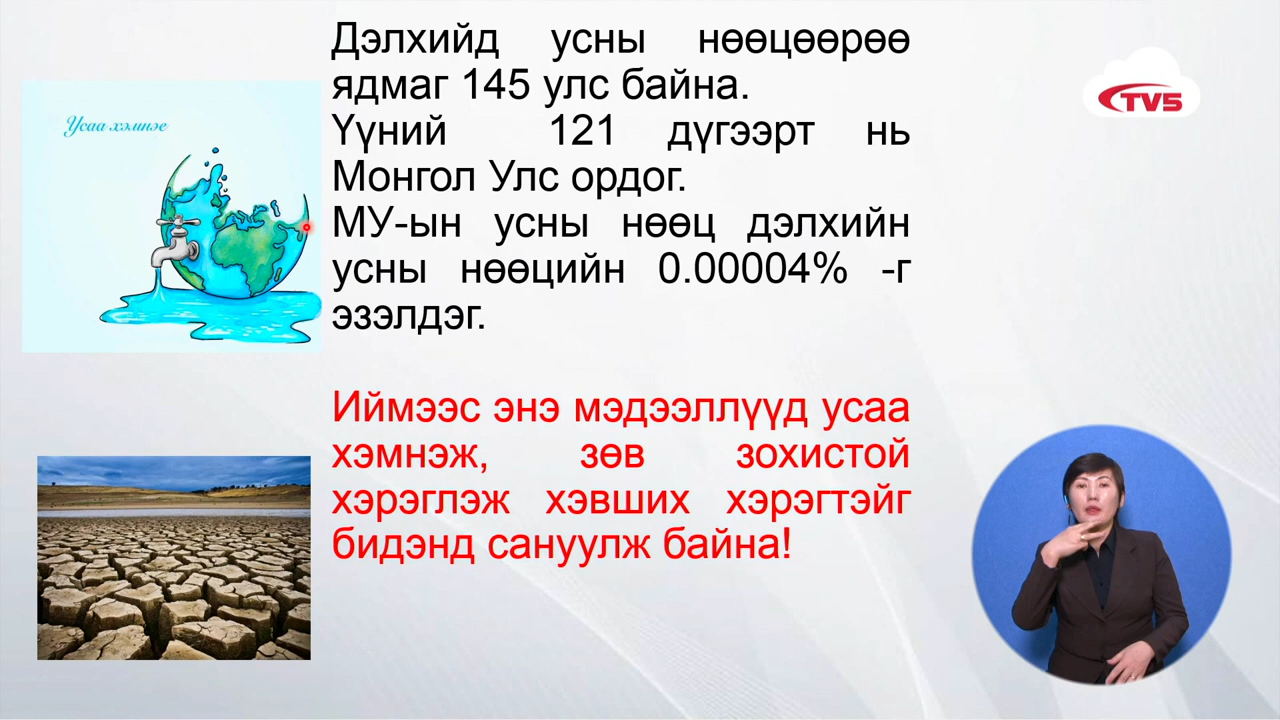 Дэлхийд усны нөөцөөрөө
ядмаг 145 улс байна.
Үүний 121 дүгээрт нь
Монгол Улс ордог.
МУ-ын усны нөөц дэлхийн
усны нөөцийн 0.00004% -г
эзэлдэг.
Иймээс энэ мэдээллүүд усаа
хэмнэж, зөв зохистой
хэрэглэж хэвших хэрэгтэйг
бидэнд сануулж байна!
Усаа хэмнэе
TV5